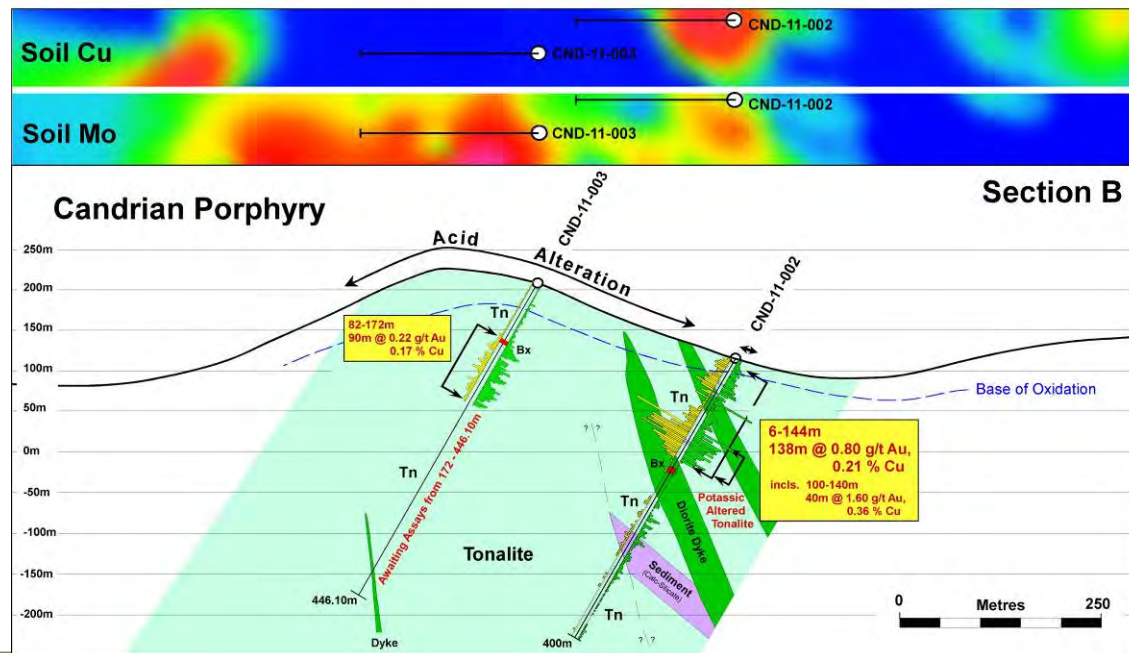 Soil Cu
CND-11-002
CND-11-003
Soil Mo
CND-11-002
CND-11-003
Candrian Porphyry
Section B
CND-11-003
Acid Alteration
CND-11-002
250m
200m
150m
100m
50m
0m
-50m
-100m
-150m
-200m
82-172m
90m @ 0.22 g/t Au
0.17 % Cu
Tn
Bx
Base of Oxidation
Tn
6-144m
138m @ 0.80 g/t Au,
0.21 % Cu
incls. 100-140m
40m @ 1.60 g/t Au,
0.36 % Cu
? ?
Bx
Tn
Awaiting Assays from 172 - 446.10m
Tn
Potassic
Altered
Tonalite
Diorite Dyke
Tonalite
Sediment
(Calc-Silicate)
446.10m
Tn
Dyke
400m
? ?
0 Metres 250